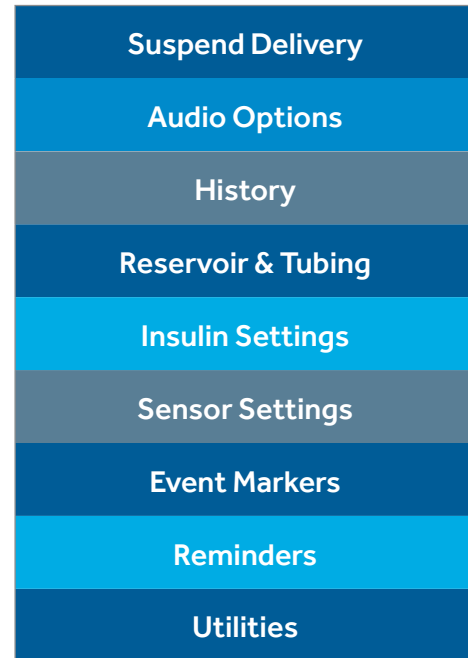 Suspend Delivery
Audio Options
History
Reservoir & Tubing
Insulin Settings
Sensor Settings
Event Markers
Reminders
Utilities